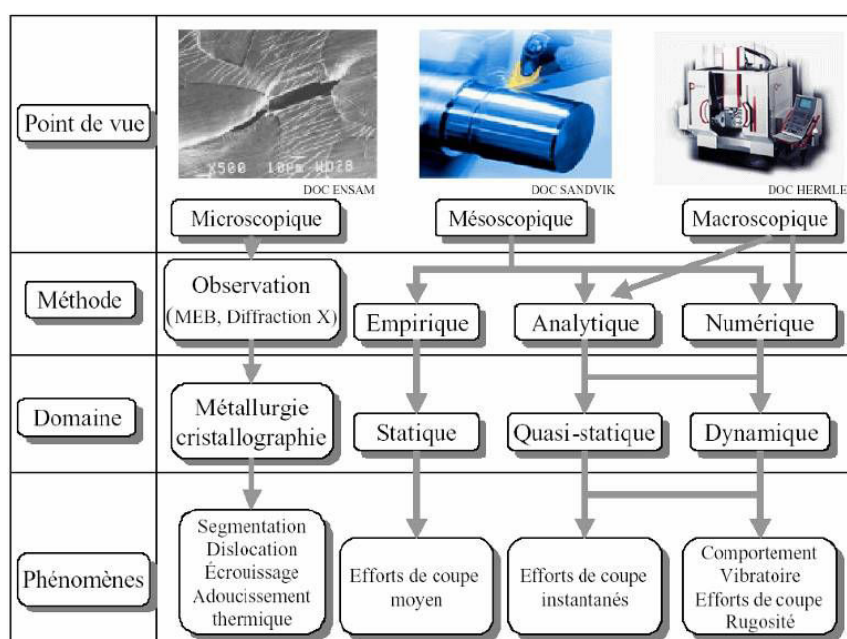 Point de vue
X500 10µm WD28
DOC ENSAM
DOC SANDVIK
DOC HERMLE
Microscopique
Mésoscopique
Macroscopique
Méthode
Observation
(MEB, Diffraction X)
Empirique
Analytique
Numérique
Domaine
Métallurgie
cristallographie
Statique
Quasi-statique
Dynamique
Phénomènes
Segmentation
Dislocation
Écrouissage
Adoucissement
thermique
Efforts de coupe
moyen
Efforts de coupe
instantanés
Comportement
Vibratoire
Efforts de coupe
Rugosité